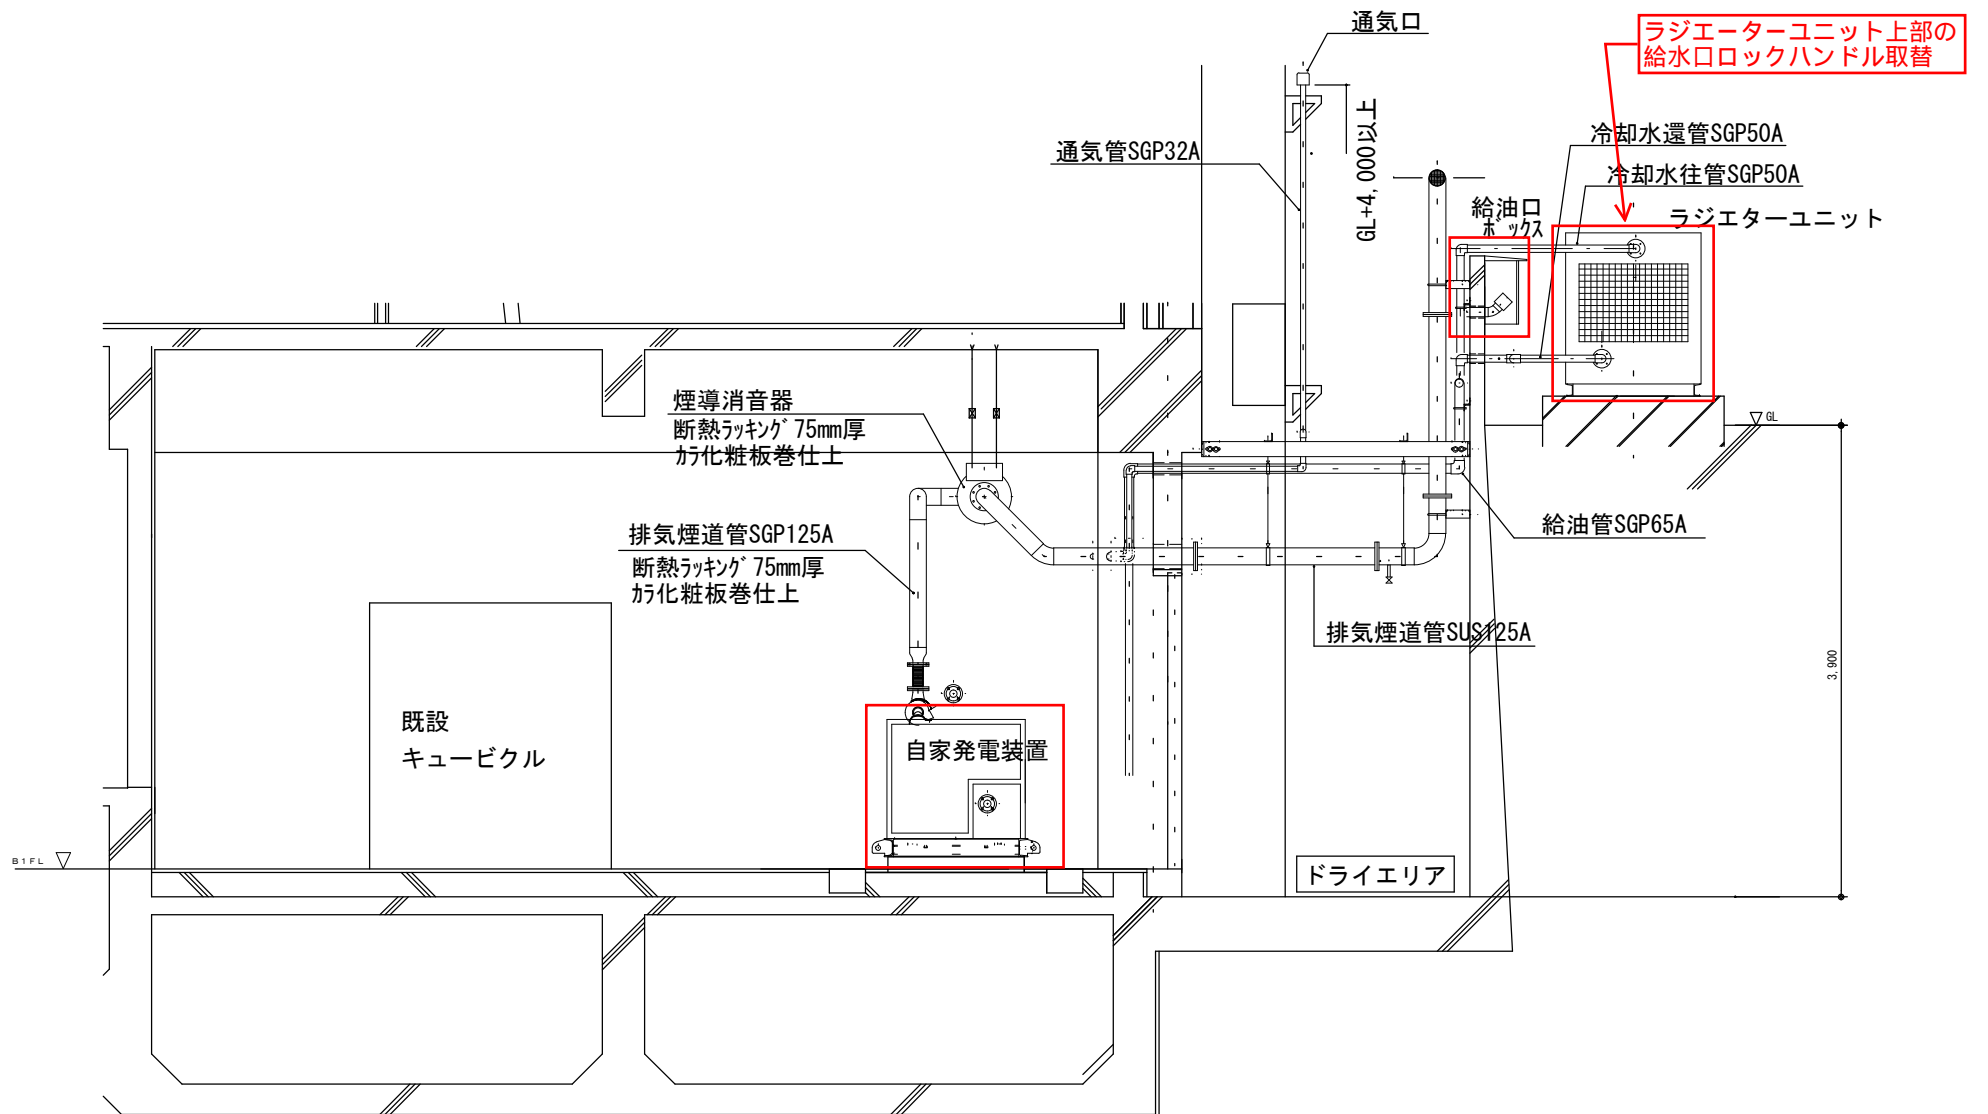 通気口
ラジエーターユニット上部の
給水口ロックハンドル取替
GL+4,000以上
通気管SGP32A
冷却水還管SGP50A
冷却水往管SGP50A
給油口
ボックス
ラジエターユニット
GL
煙導消音器
断熱ラッキング75mm厚
カラ化粧板巻仕上
排気煙道管SGP125A
断熱ラッキング75mm厚
カラ化粧板巻仕上
給油管SGP65A
排気煙道管SUS125A
3,900
既設
キュービクル
自家発電装置
B1FL
ドライエリア